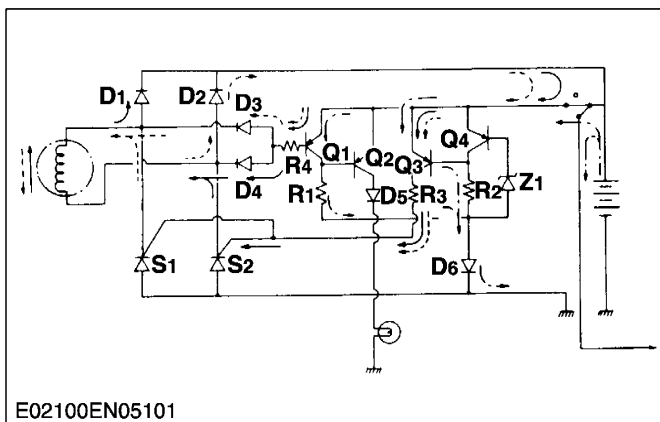 D1 D2 D3
Q1 Q2 Q3 Q4
R4
D4
R1 D5 R3 R2 Z1
S1 S2 D6
E02100EN05101